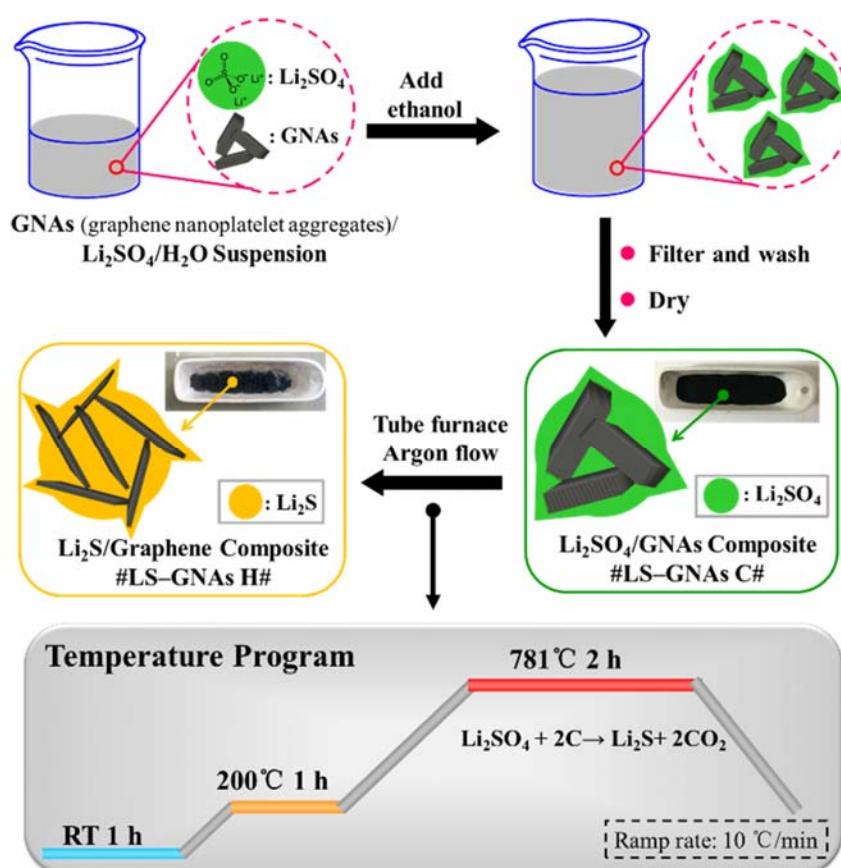 O
O
S
O⁻
Li⁺
O
O⁻
Li⁺
: Li₂SO₄
: GNAs
Add
ethanol
GNAs (graphene nanoplatelet aggregates)/
Li₂SO₄/H₂O Suspension
Filter and wash
Dry
: Li₂S
Li₂S/Graphene Composite
#LS–GNAs H#
Tube furnace
Argon flow
: Li₂SO₄
Li₂SO₄/GNAs Composite
#LS–GNAs C#
Temperature Program
781℃ 2 h
Li₂SO₄ + 2C→ Li₂S+ 2CO₂
200℃ 1 h
RT 1 h
Ramp rate: 10 ℃/min